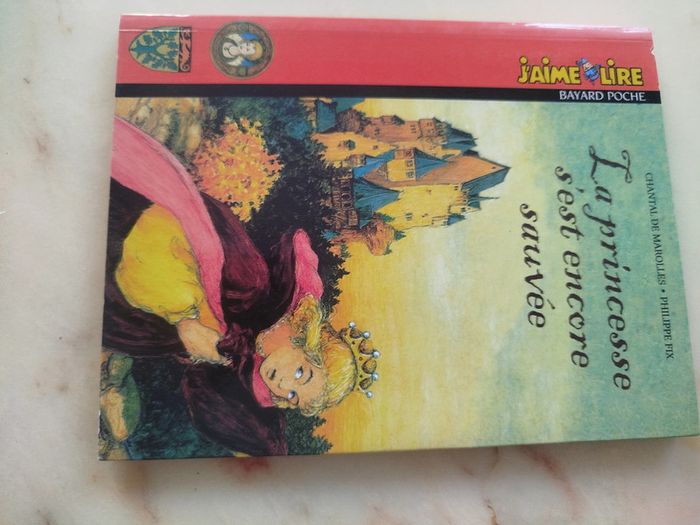 J'AIME LIRE
BAYARD POCHE
CHANTAL DE MAROLLES • PHILIPPE FIX
La princesse
s'est encore
sauvée